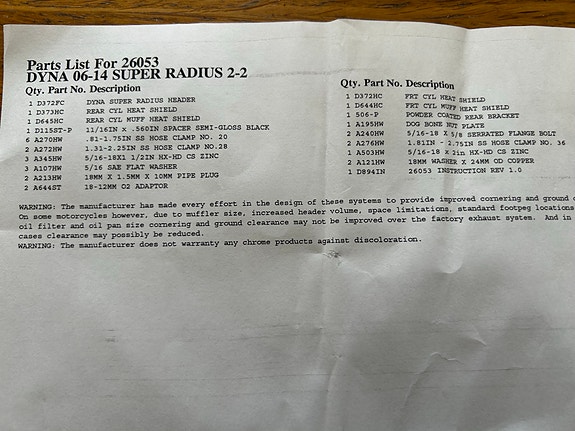 Parts List For 26053
DYNA 06-14 SUPER RADIUS 2-2
Qty. Part No. Description
1 D372FC DYNA SUPER RADIUS HEADER
1 D373HC REAR CYL HEAT SHIELD
1 D645HC REAR CYL MUFF HEAT SHIELD
1 D115ST-P 11/16IN x .560IN SPACER SEMI-GLOSS BLACK
6 A270HW .81-1.75IN SS HOSE CLAMP NO. 20
2 A272HW 1.31-2.25IN SS HOSE CLAMP NO.28
3 A345HW 5/16-18X1 1/2IN HX-HD CS ZINC
3 A107HW 5/16 SAE FLAT WASHER
2 A213HW 18MM X 1.5MM X 10MM PIPE PLUG
2 A644ST 18-12MM O2 ADAPTOR
Qty. Part No. Description
1 D372HC FRT CYL HEAT SHIELD
1 D644HC FRT CYL MUFF HEAT SHIELD
1 506-P POWDER COATED REAR BRACKET
1 A195HW DOG BONE NUT PLATE
2 A240HW 5/16-18 X 5/8 SERRATED FLANGE BOLT
2 A276HW 1.81IN - 2.75IN SS HOSE CLAMP NO. 36
1 A503HW 5/16-18 x 2in HX-HD CS ZINC
2 A121HW 18MM WASHER X 24MM OD COPPER
1 D894IN 26053 INSTRUCTION REV 1.0
WARNING: The manufacturer has made every effort in the design of these systems to provide improved cornering and ground
On some motorcycles however, due to muffler size, increased header volume, space limitations, standard footpeg locations
oil filter and oil pan size cornering and ground clearance may not be improved over the factory exhaust system. And in
cases clearance may possibly be reduced.
WARNING: The manufacturer does not warranty any chrome products against discoloration.